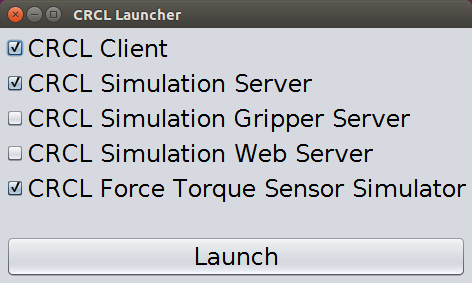 CRCL Launcher
CRCL Client
CRCL Simulation Server
CRCL Simulation Gripper Server
CRCL Simulation Web Server
CRCL Force Torque Sensor Simulator
Launch